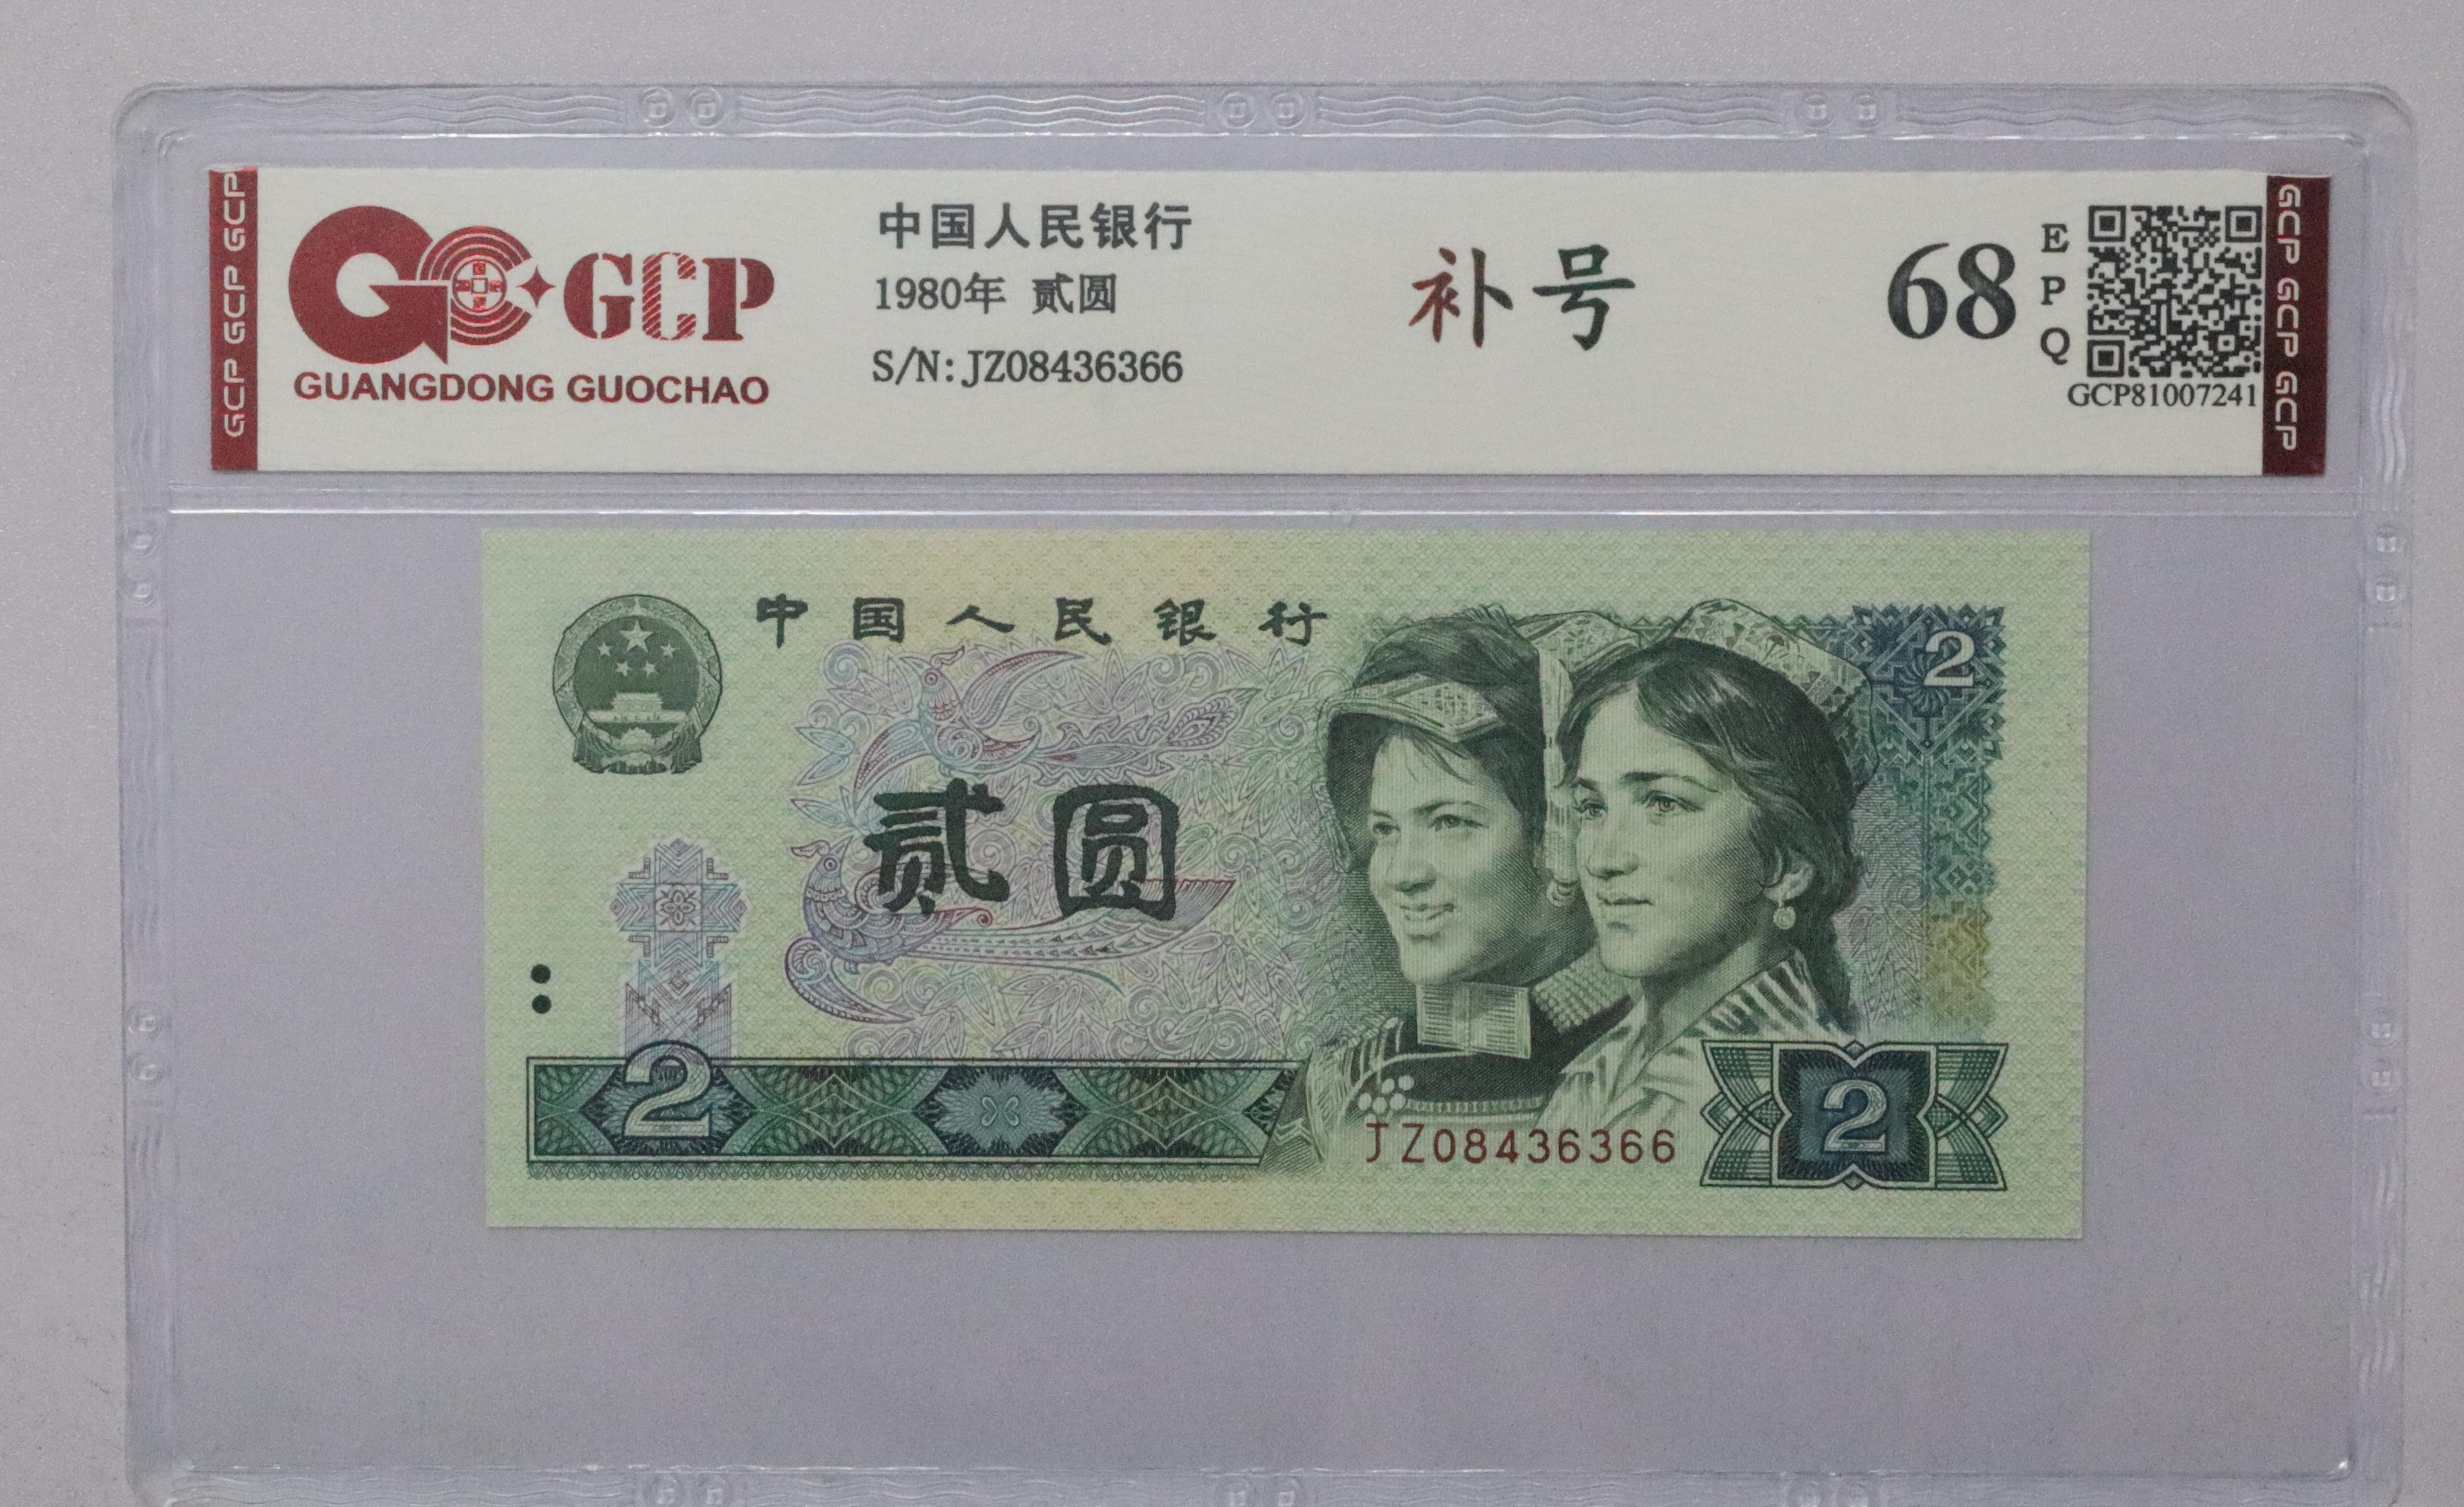 GCP GCP GCP
GCP
GUANGDONG GUOCHAO
中国人民银行
1980年 贰圆
S/N: JZ08436366
补号
68
E
P
Q
GCP81007241
GCP GCP GCP
中国人民银行
2
贰圆
2
JZ08436366
2